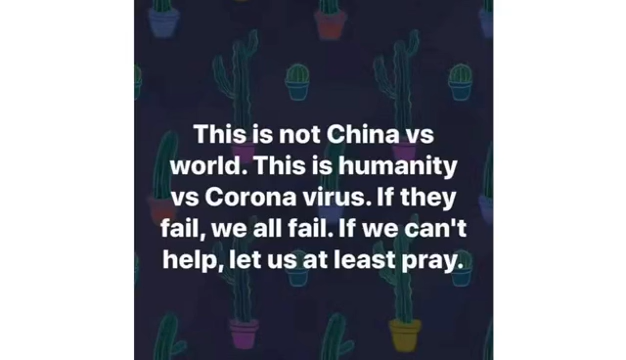 This is not China vs
world. This is humanity
vs Corona virus. If they
fail, we all fail. If we can't
help, let us at least pray.